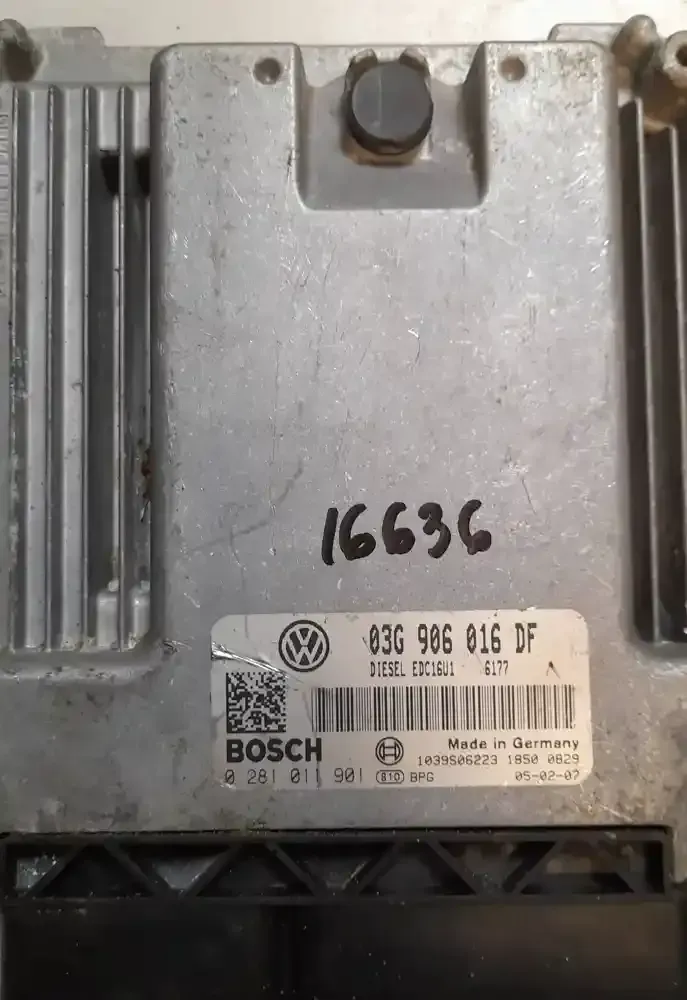 16636
03G 906 016 DF
DIESEL EDC16U1 6177
BOSCH
Made in Germany
1039S06223 1850 0829
0 281 011 901 810 BPG 05-02-07